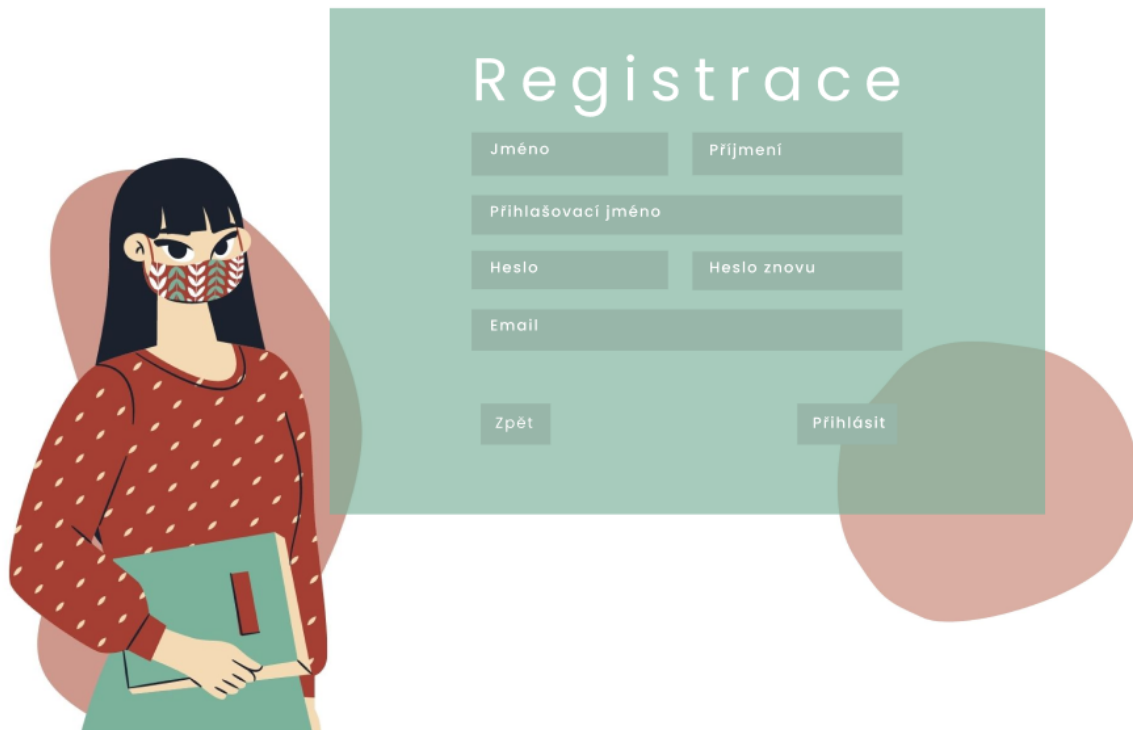 Registrace
Jméno Příjmení
Přihlašovací jméno
Heslo Heslo znovu
Email
Zpět Přihlásit